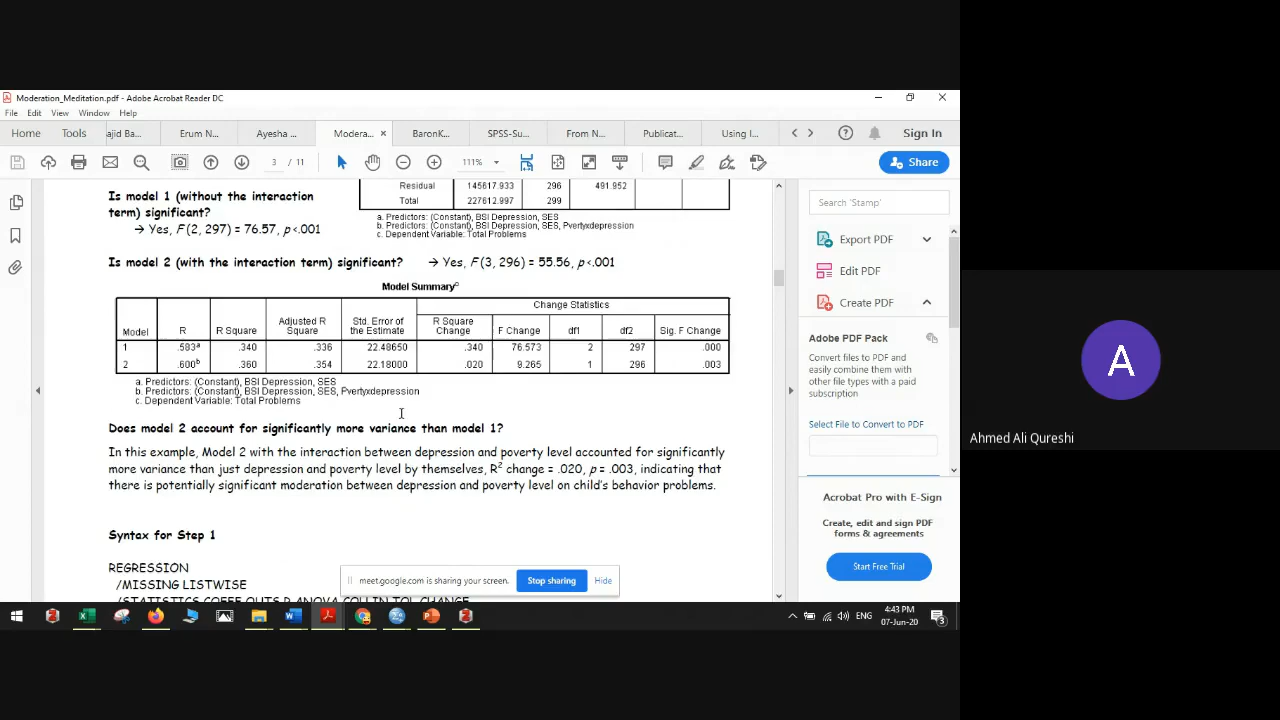 Moderation_Meditation.pdf - Adobe Acrobat Reader DC
File Edit View Window Help
Home Tools ajid Ba... Erum N... Ayesha ... Modera... × BaronK... SPSS-Su... From N... Publicat... Using I... Sign In
3 / 11 111% Share
Is model 1 (without the interaction
term) significant?
→ Yes, F(2, 297) = 76.57, p<.001
Residual 145617.933 296 491.952
Total 227612.997 299
a. Predictors: (Constant), BSI Depression, SES
b. Predictors: (Constant), BSI Depression, SES, Pvertyxdepression
c. Dependent Variable: Total Problems
Is model 2 (with the interaction term) significant? → Yes, F(3, 296) = 55.56, p<.001
Model Summaryᶜ
Change Statistics
Model R R Square Adjusted R Square Std. Error of the Estimate R Square Change F Change df1 df2 Sig. F Change
1 .583ᵃ .340 .336 22.48650 .340 76.573 2 297 .000
2 .600ᵇ .360 .354 22.18000 .020 9.265 1 296 .003
a. Predictors: (Constant), BSI Depression, SES
b. Predictors: (Constant), BSI Depression, SES, Pvertyxdepression
c. Dependent Variable: Total Problems
Does model 2 account for significantly more variance than model 1?
In this example, Model 2 with the interaction between depression and poverty level accounted for significantly
more variance than just depression and poverty level by themselves, R² change = .020, p = .003, indicating that
there is potentially significant moderation between depression and poverty level on child's behavior problems.
Syntax for Step 1
REGRESSION
/MISSING LISTWISE
/STATISTICS COEFF OUTS R ANOVA COLLIN TOL CHANGE
Search 'Stamp'
Export PDF
Edit PDF
Create PDF
Adobe PDF Pack
Convert files to PDF and
easily combine them with
other file types with a paid
subscription
Select File to Convert to PDF
Acrobat Pro with E-Sign
Create, edit and sign PDF
forms & agreements
Start Free Trial
meet.google.com is sharing your screen. Stop sharing Hide
ENG
4:43 PM
07-Jun-20
3
A
Ahmed Ali Qureshi